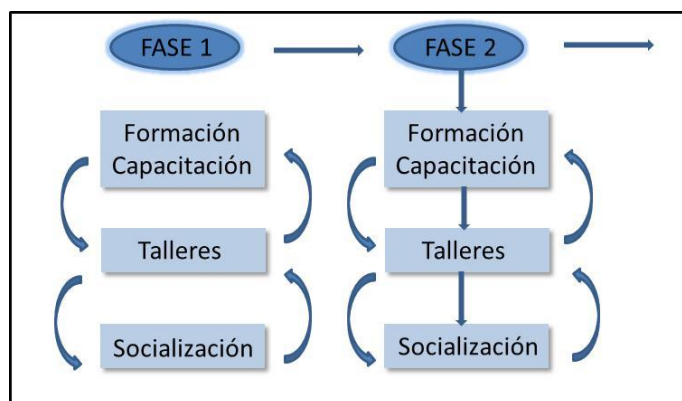 FASE 1
FASE 2
Formación
Capacitación
Talleres
Socialización
Formación
Capacitación
Talleres
Socialización